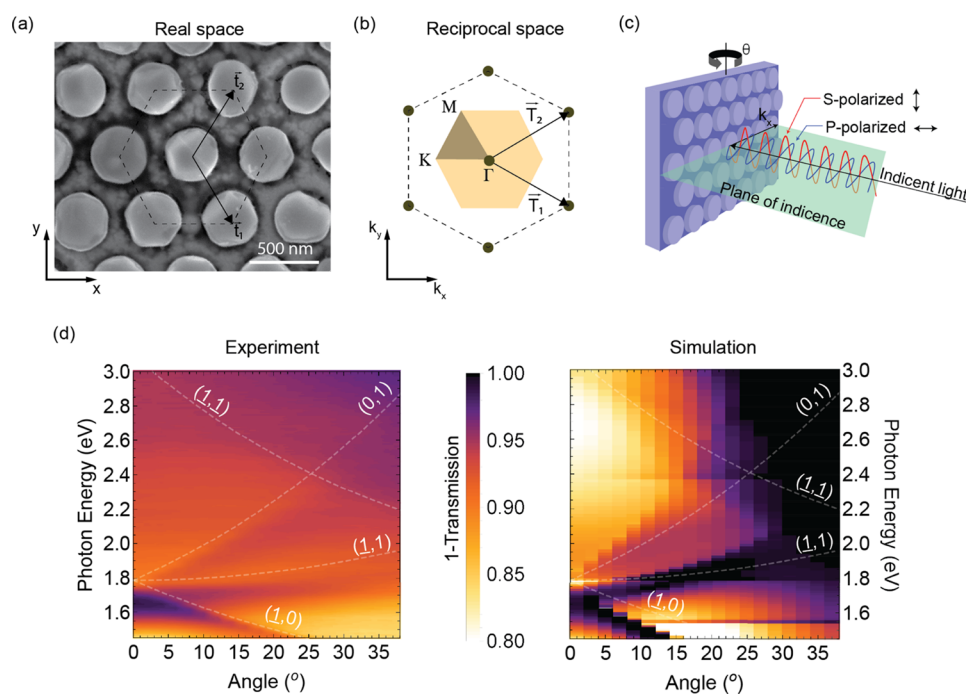 (a)
Real space
t̅2
t̅1
500 nm
y
x
(b)
Reciprocal space
M
K
Γ
T̅2
T̅1
ky
kx
(c)
θ
kx
S-polarized
P-polarized
Indicent light
Plane of indicence
(d)
Experiment
Photon Energy (eV)
3.0
2.8
2.6
2.4
2.2
2.0
1.8
1.6
(1̲,1̲)
(0,1)
(1̲,1)
(1̲,0)
0 5 10 15 20 25 30 35
Angle (o)
1-Transmission
1.00
0.95
0.90
0.85
0.80
Simulation
(0,1)
(1̲,1̲)
(1̲,1)
(1̲,0)
3.0
2.8
2.6
2.4
2.2
2.0
1.8
1.6
Photon Energy (eV)
0 5 10 15 20 25 30 35
Angle (o)